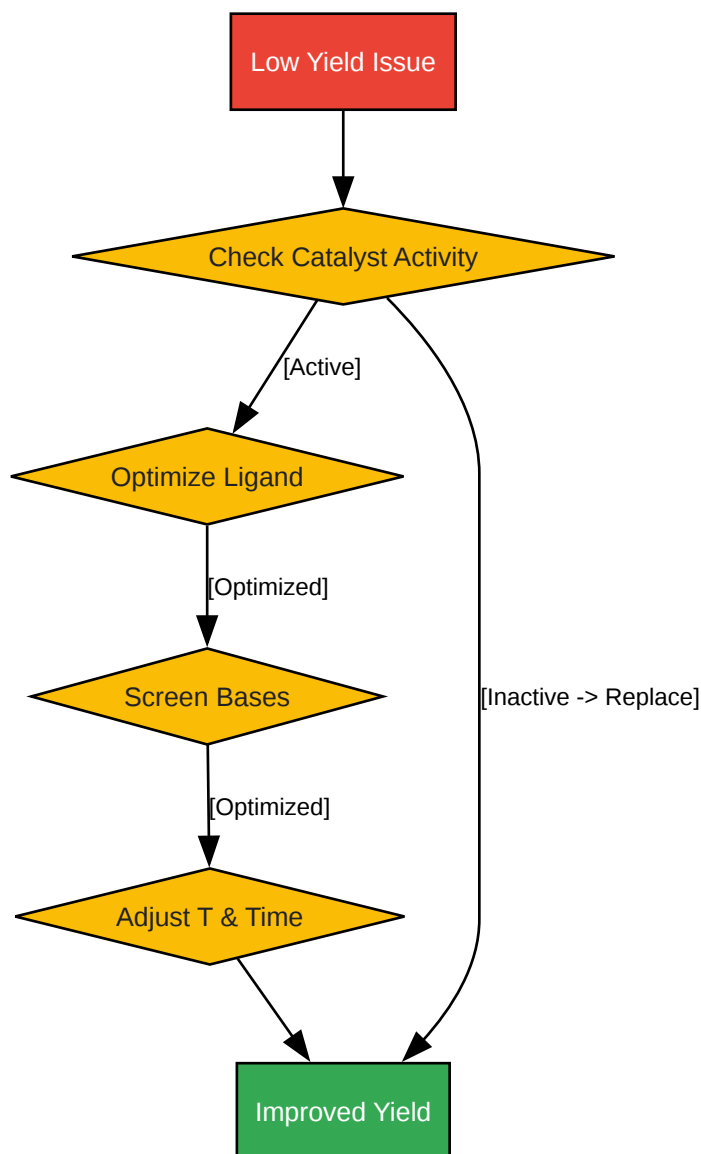 Low Yield Issue
Check Catalyst Activity
[Active]
Optimize Ligand
[Optimized]
Screen Bases
[Inactive -> Replace]
[Optimized]
Adjust T & Time
Improved Yield